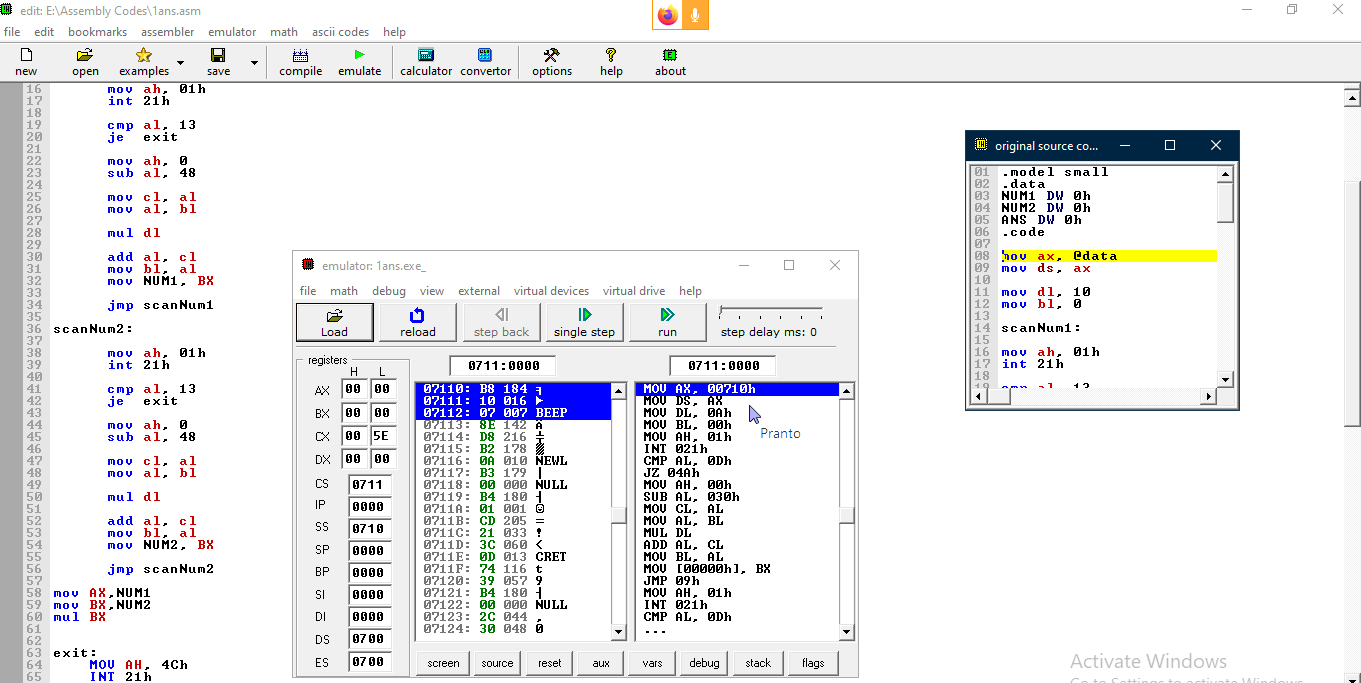 edit: E:\Assembly Codes\1ans.asm
file edit bookmarks assembler emulator math ascii codes help
new open examples save compile emulate calculator convertor options help about
16 mov ah, 01h
17 int 21h
18
19 cmp al, 13
20 je exit
21
22 mov ah, 0
23 sub al, 48
24
25 mov cl, al
26 mov al, bl
27
28 mul dl
29
30 add al, cl
31 mov bl, al
32 mov NUM1, BX
33
34 jmp scanNum1
35
36 scanNum2:
37
38 mov ah, 01h
39 int 21h
40
41 cmp al, 13
42 je exit
43
44 mov ah, 0
45 sub al, 48
46
47 mov cl, al
48 mov al, bl
49
50 mul dl
51
52 add al, cl
53 mov bl, al
54 mov NUM2, BX
55
56 jmp scanNum2
57
58 mov AX,NUM1
59 mov BX,NUM2
60 mul BX
61
62
63 exit:
64 MOV AH, 4Ch
65 INT 21h
emulator: 1ans.exe_
file math debug view external virtual devices virtual drive help
Load reload step back single step run step delay ms: 0
registers
H L
AX 00 00
BX 00 00
CX 00 5E
DX 00 00
CS 0711
IP 0000
SS 0710
SP 0000
BP 0000
SI 0000
DI 0000
DS 0700
ES 0700
0711:0000
07110: B8 184 ╕
07111: 10 016 ►
07112: 07 007 BEEP
07113: 8E 142 Ä
07114: D8 216 ╪
07115: B2 178 ▓
07116: 0A 010 NEWL
07117: B3 179 │
07118: 00 000 NULL
07119: B4 180 ┤
0711A: 01 001 ☺
0711B: CD 205 =
0711C: 21 033 !
0711D: 3C 060 <
0711E: 0D 013 CRET
0711F: 74 116 t
07120: 39 057 9
07121: B4 180 ┤
07122: 00 000 NULL
07123: 2C 044 ,
07124: 30 048 0
0711:0000
MOV AX, 00710h
MOV DS, AX
MOV DL, 0Ah
MOV BL, 00h
MOV AH, 01h
INT 021h
CMP AL, 0Dh
JZ 04Ah
MOV AH, 00h
SUB AL, 030h
MOV CL, AL
MOV AL, BL
MUL DL
ADD AL, CL
MOV BL, AL
MOV [00000h], BX
JMP 09h
MOV AH, 01h
INT 021h
CMP AL, 0Dh
...
Pranto
screen source reset aux vars debug stack flags
original source co...
01 .model small
02 .data
03 NUM1 DW 0h
04 NUM2 DW 0h
05 ANS DW 0h
06 .code
07
08 mov ax, @data
09 mov ds, ax
10
11 mov dl, 10
12 mov bl, 0
13
14 scanNum1:
15
16 mov ah, 01h
17 int 21h
18
19 cmp al, 13
Activate Windows
Go to Settings to activate Windows.